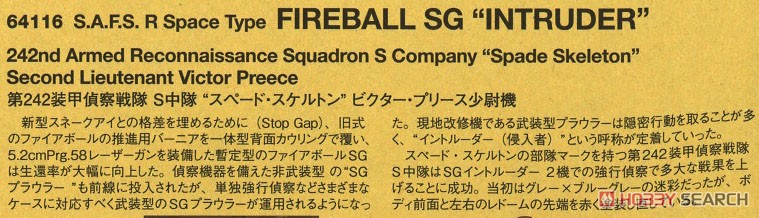 64116 S.A.F.S. R Space Type FIREBALL SG “INTRUDER”
242nd Armed Reconnaissance Squadron S Company “Spade Skeleton”
Second Lieutenant Victor Preece
第242装甲偵察戦隊 S中隊 “スペード・スケルトン” ビクター・プリース少尉機
新型スネークアイとの格差を埋めるために（Stop Gap）、旧式
のファイアボールの推進用バーニアを一体型背面カウリングで覆い、
5.2cmPrg.58レーザーガンを装備した暫定型のファイアボールSG
は生還率が大幅に向上した。偵察機器を備えた非武装型の“SG
プラウラー”も前線に投入されたが、単独強行偵察などさまざまな
ケースに対応すべく武装型のSGプラウラーが運用されるようになっ
た。現地改修機である武装型プラウラーは隠密行動を取ることが多
く、“イントルーダー（侵入者）”という呼称が定着していった。
スペード・スケルトンの部隊マークを持つ第242装甲偵察戦隊
S中隊はSGイントルーダー2機での強行偵察で多大な戦果を上
げることに成功。当初はグレー×ブルーグレーの迷彩だったが、ボ
ディ前面と左右のレドームの先端を赤く塗装し直してい
HOBBY SEARCH